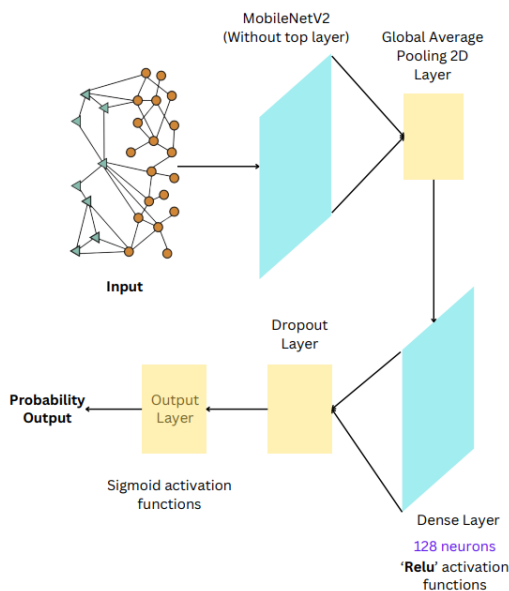 MobileNetV2
(Without top layer)
Global Average
Pooling 2D
Layer
Input
Dropout
Layer
Probability
Output
Output
Layer
Sigmoid activation
functions
Dense Layer
128 neurons
‘Relu’ activation
functions